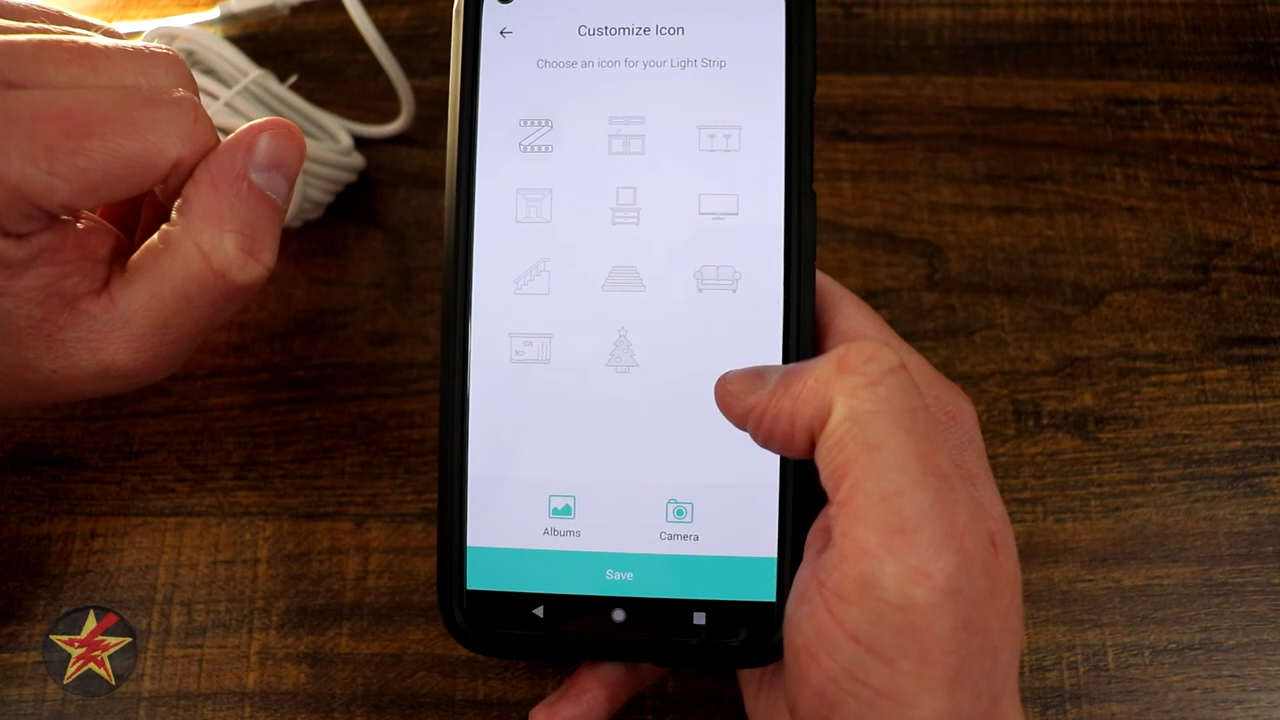 Customize Icon
Choose an icon for your Light Strip
Albums
Camera
Save